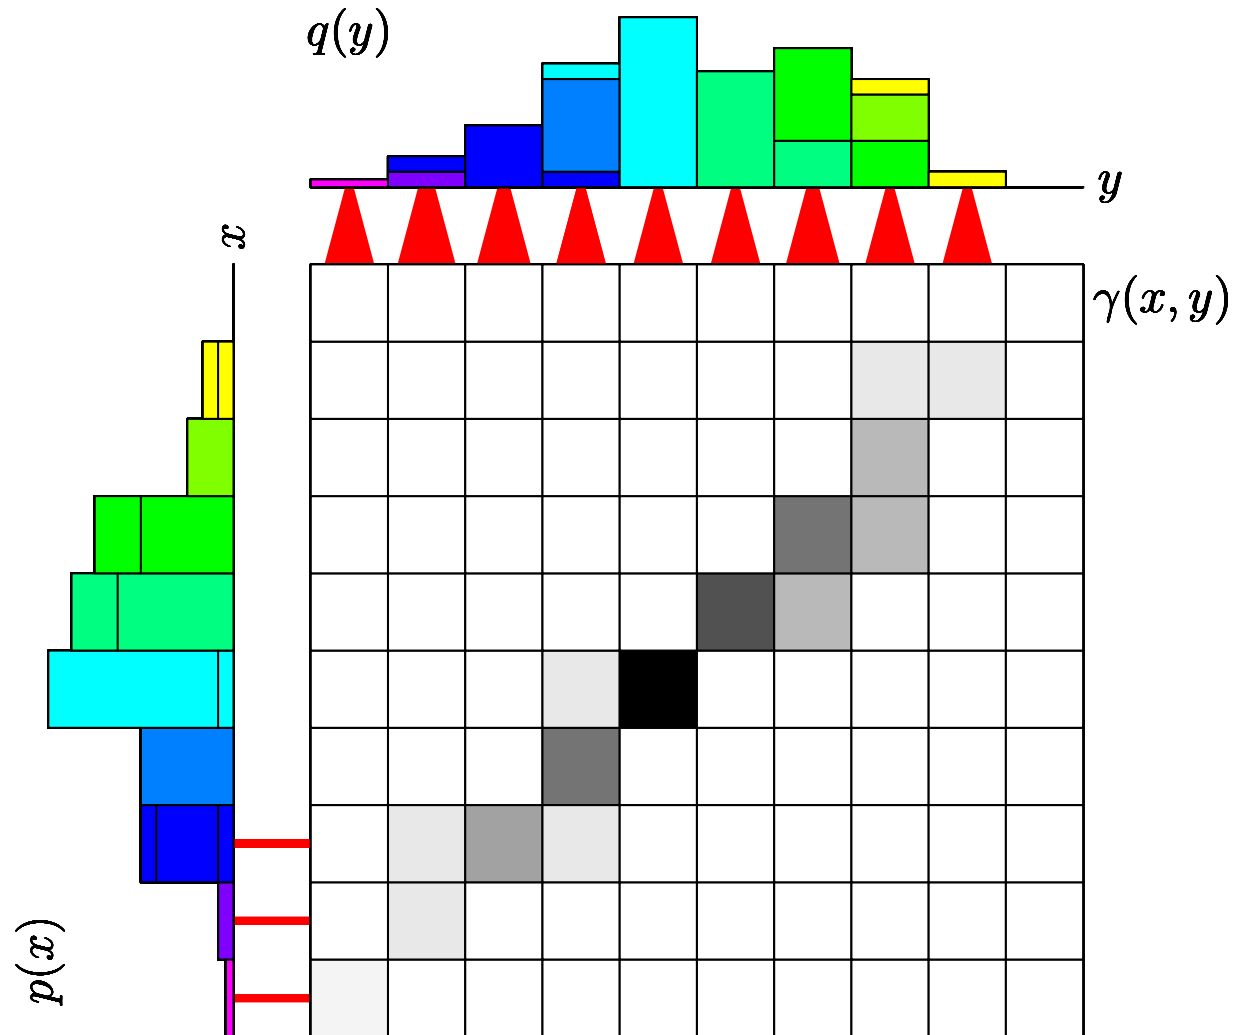 q(y)
y
x
γ(x, y)
p(x)